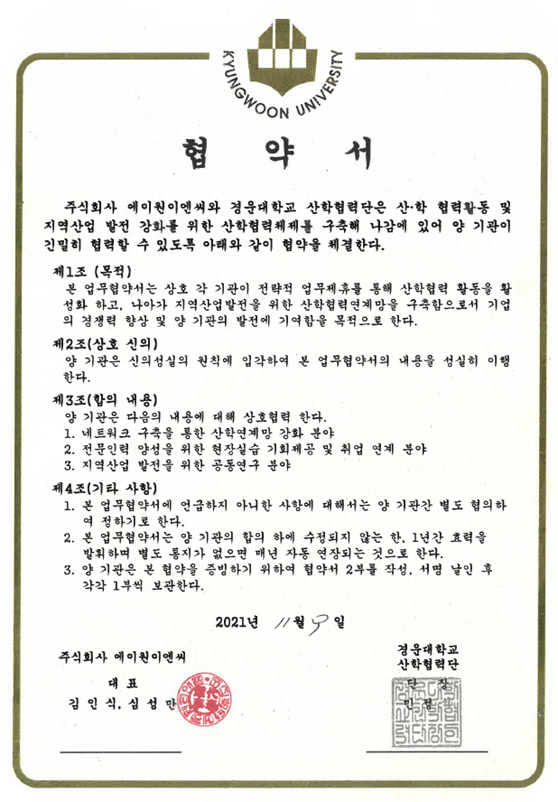 KYUNGWOON UNIVERSITY
협 약 서
주식회사 에이원이엔씨와 경운대학교 산학협력단은 산·학 협력활동 및
지역산업 발전 강화를 위한 산학협력체제를 구축해 나감에 있어 양 기관이
긴밀히 협력할 수 있도록 아래와 같이 협약을 체결한다.
제1조 (목적)
본 업무협약서는 상호 각 기관이 전략적 업무제휴를 통해 산학협력 활동을 활
성화 하고, 나아가 지역산업발전을 위한 산학협력연계망을 구축함으로서 기업
의 경쟁력 향상 및 양 기관의 발전에 기여함을 목적으로 한다.
제2조(상호 신의)
양 기관은 신의성실의 원칙에 입각하여 본 업무협약서의 내용을 성실히 이행
한다.
제3조(합의 내용)
양 기관은 다음의 내용에 대해 상호협력 한다.
1. 네트워크 구축을 통한 산학연계망 강화 분야
2. 전문인력 양성을 위한 현장실습 기회제공 및 취업 연계 분야
3. 지역산업 발전을 위한 공동연구 분야
제4조(기타 사항)
1. 본 업무협약서에 언급하지 아니한 사항에 대해서는 양 기관간 별도 협의하
여 정하기로 한다.
2. 본 업무협약서는 양 기관의 합의 하에 수정되지 않는 한, 1년간 효력을
발휘하며 별도 통지가 없으면 매년 자동 연장되는 것으로 한다.
3. 양 기관은 본 협약을 증빙하기 위하여 협약서 2부를 작성, 서명 날인 후
각각 1부씩 보관한다.
2021년 11월 일
주식회사 에이원이엔씨
대 표
김 인 식, 심 성 만
경운대학교
산학협력단
단 장